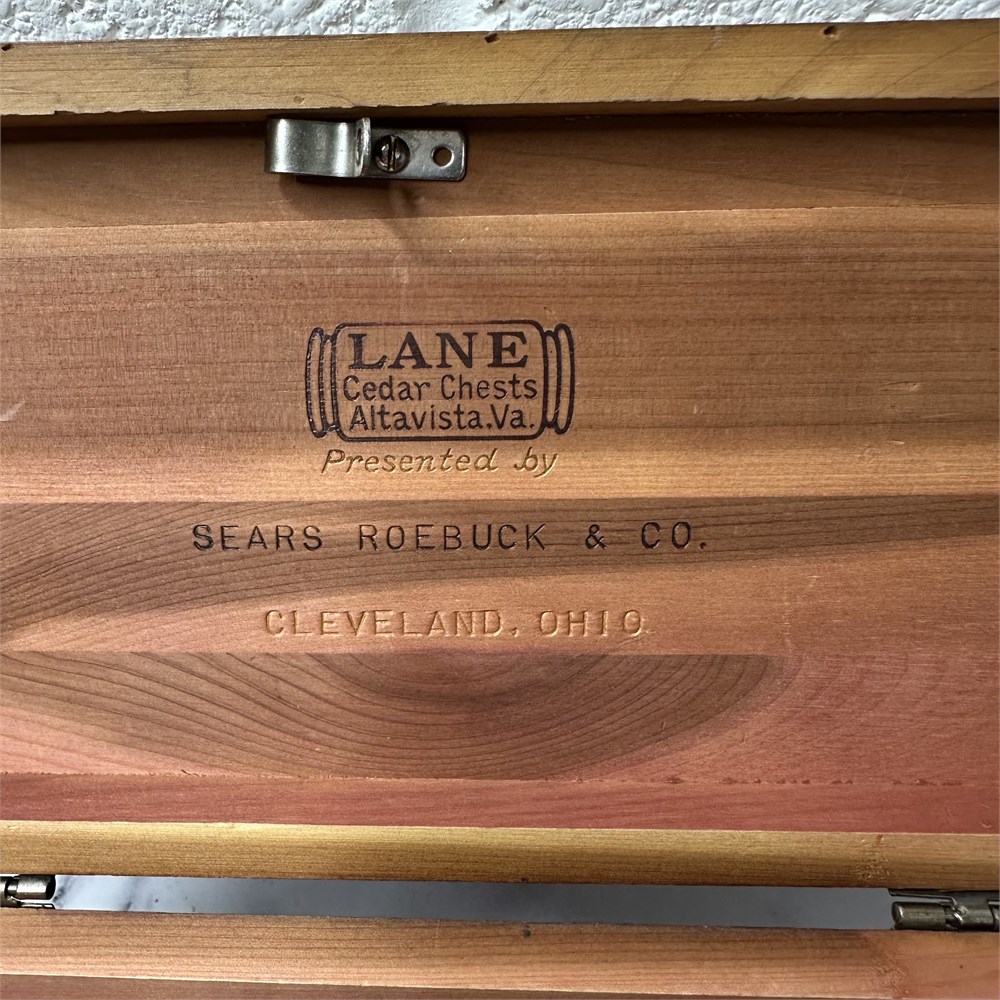 LANE
Cedar Chests
Altavista.Va.
Presented by
SEARS ROEBUCK & CO.
CLEVELAND, OHIO